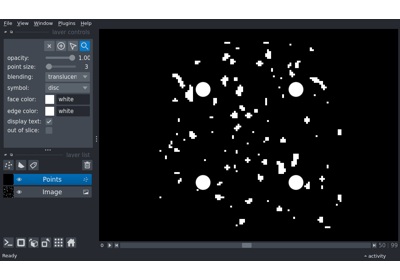 File View Window Plugins Help
layer controls
opacity: 1.00
point size: 3
blending: translucen
symbol: disc
face color: white
edge color: white
display text:
out of slice:
layer list
Points
Image
0 50 99
Ready activity